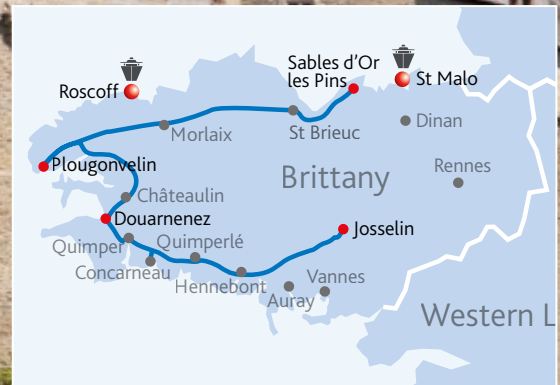 Sables d'Or
les Pins
Roscoff
St Malo
Morlaix
St Brieuc
Dinan
Plougonvelin
Brittany
Rennes
Châteaulin
Douarnenez
Josselin
Quimper
Quimperlé
Concarneau
Hennebont
Vannes
Auray
Western L